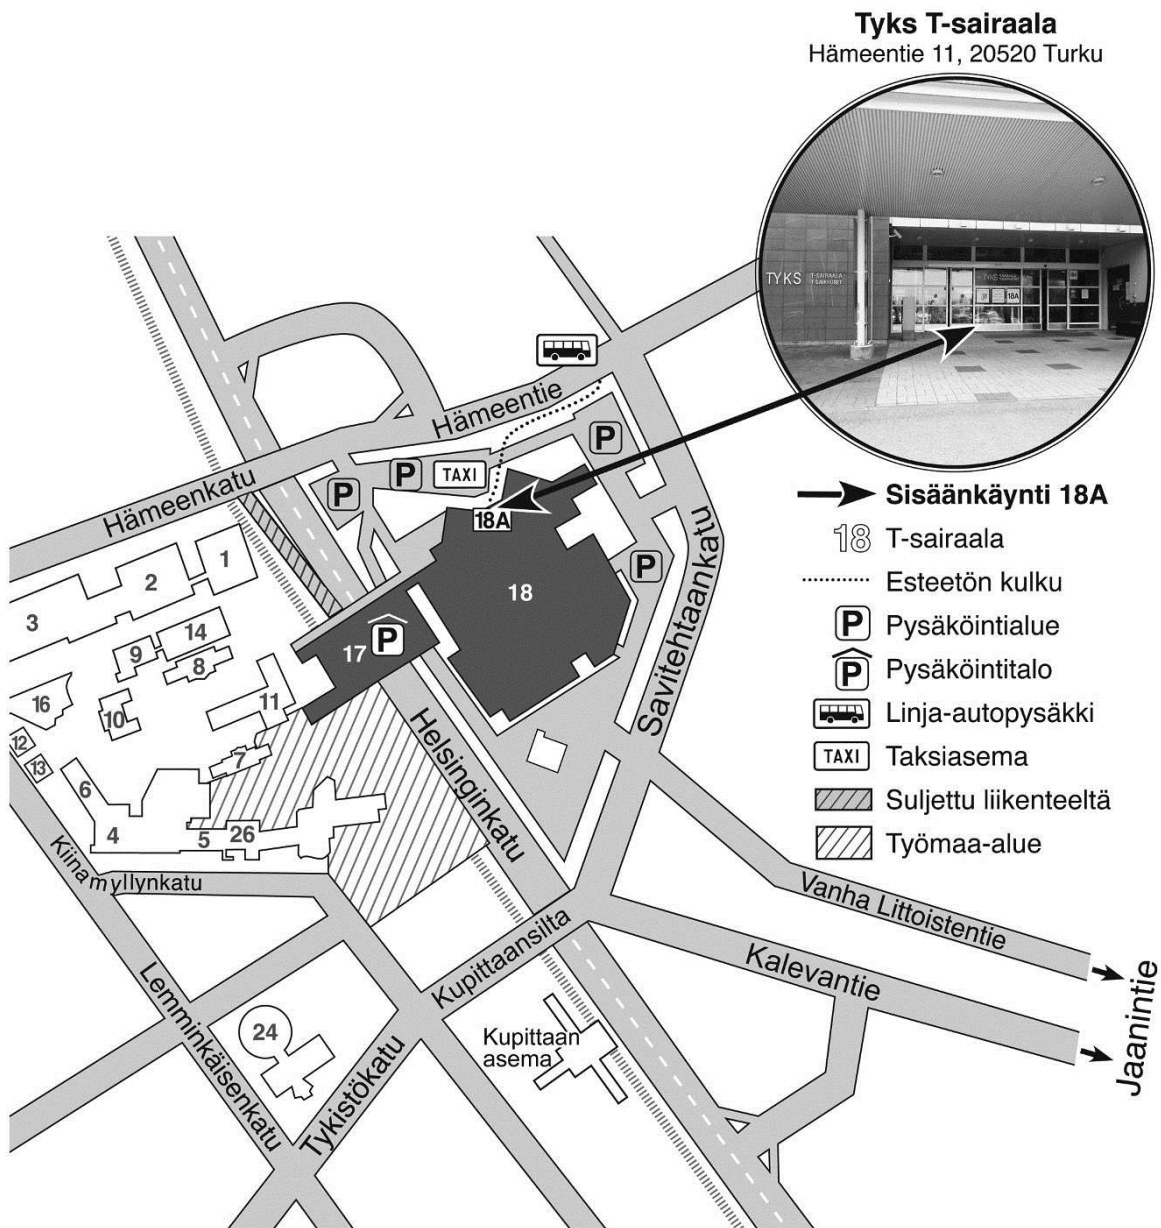 Tyks T-sairaala
Hämeentie 11, 20520 Turku
TYKS
T-SAIRAALA
TYKS
18A
Hämeentie
Hämeenkatu
P
P
TAXI
P
18A
P
Sisäänkäynti 18A
18 T-sairaala
Esteetön kulku
P Pysäköintialue
P Pysäköintitalo
Linja-autopysäkki
TAXI Taksiasema
Suljettu liikenteeltä
Työmaa-alue
1
2
3
14
9
8
16
10
11
12
13
7
6
4
5
26
17
P
18
Savitehtaankatu
Helsinginkatu
Kiinamyllynkatu
Vanha Littoistentie
Kalevantie
Jaanintie
Kupittaansilta
Lemminkäisenkatu
24
Tykistökatu
Kupittaan
asema